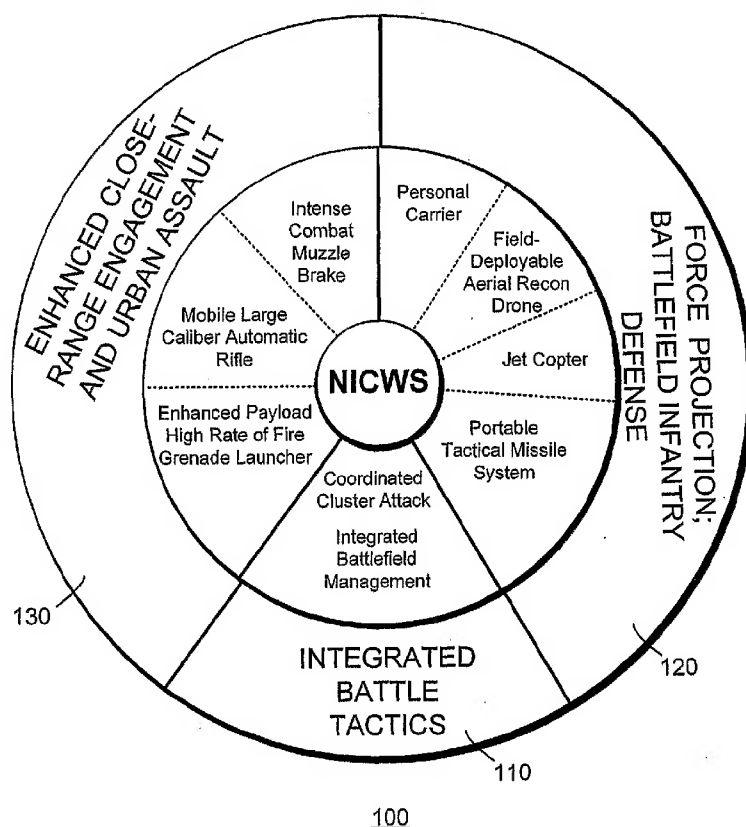 ENHANCED CLOSE-
RANGE ENGAGEMENT
AND URBAN ASSAULT
FORCE PROJECTION;
BATTLEFIELD INFANTRY
DEFENSE
Intense
Combat
Muzzle
Brake
Personal
Carrier
Field-
Deployable
Aerial Recon
Drone
Mobile Large
Caliber Automatic
Rifle
Jet Copter
NICWS
Enhanced Payload
High Rate of Fire
Grenade Launcher
Portable
Tactical Missile
System
Coordinated
Cluster Attack
Integrated
Battlefield
Management
INTEGRATED
BATTLE
TACTICS
130
120
110
100